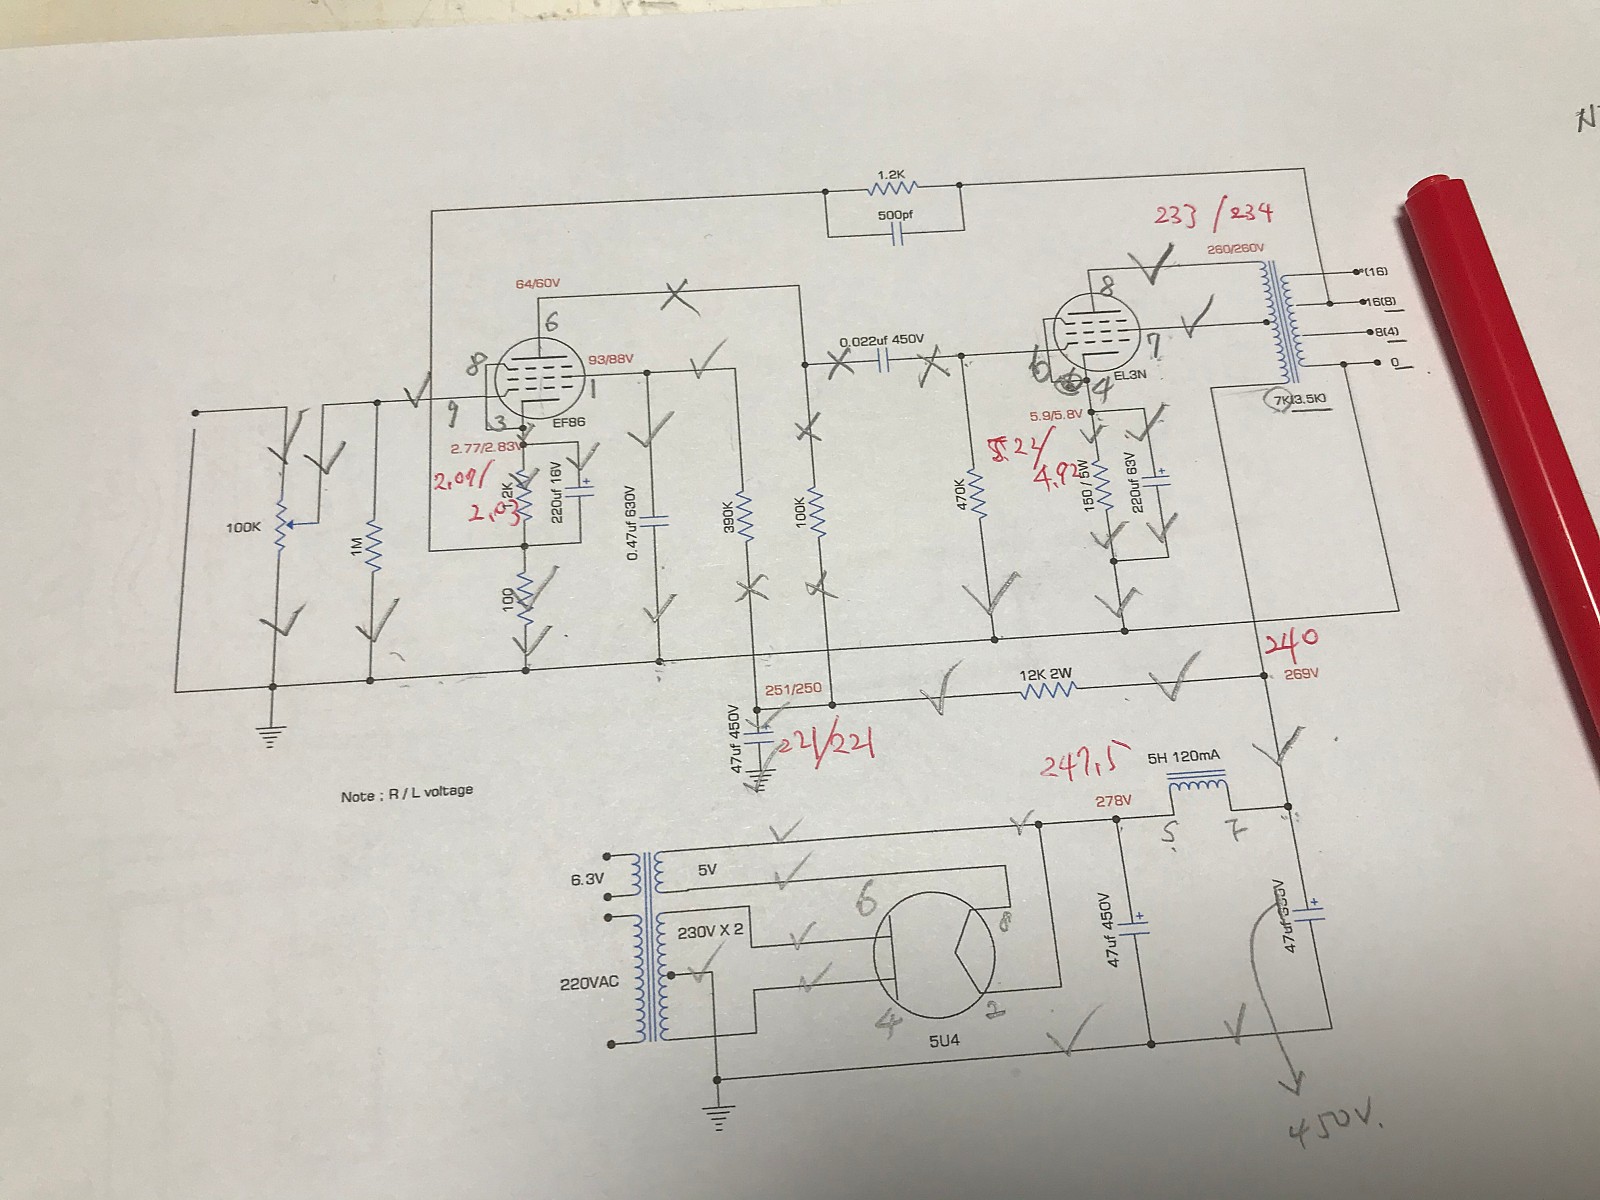 1.2K
500pf
233/234
260/260V
*(16)
16(8)
8(4)
0
64/60V
6
8
93/88V
1
9
3
EF86
0.022uf 450V
8
7
6
4
EL3N
7K(3.5K)
2.77/2.83V
2.09/
2.03
220uf 16V
0.47uf 630V
390K
100K
470K
5.9/5.8V
5.22/
4.92
150 / 5W
220uf 63V
100K
1M
100
240
269V
251/250
12K 2W
47uf 450V
221/221
Note : R / L voltage
247.5
5H 120mA
278V
5
7
6.3V
5V
6
8
230V X 2
220VAC
4
2
5U4
47uf 450V
47uf
450V.